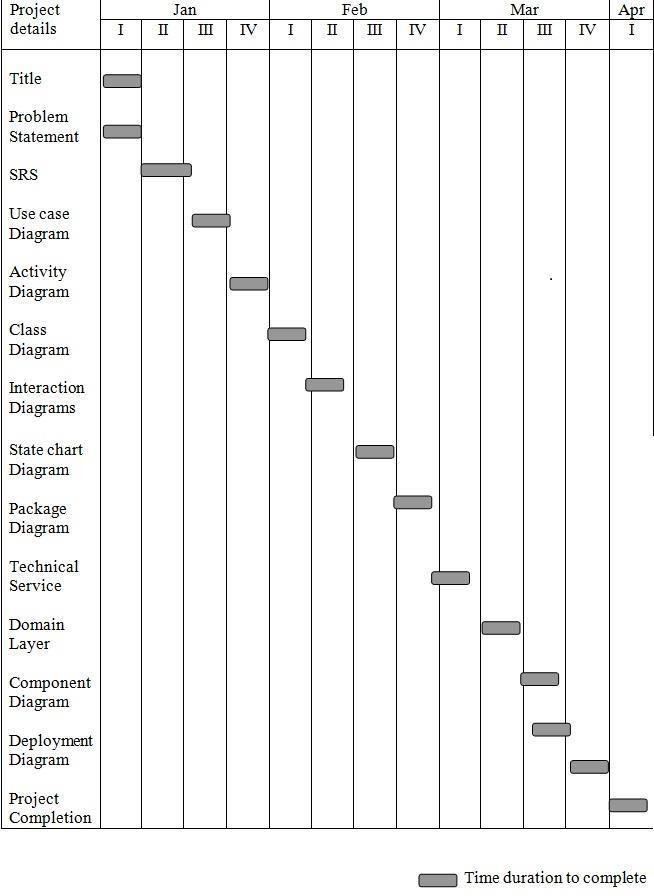 Project details
Jan Feb Mar Apr
I II III IV I II III IV I II III IV I
Title
Problem
Statement
SRS
Use case
Diagram
Activity
Diagram
Class
Diagram
Interaction
Diagrams
State chart
Diagram
Package
Diagram
Technical
Service
Domain
Layer
Component
Diagram
Deployment
Diagram
Project
Completion
Time duration to complete